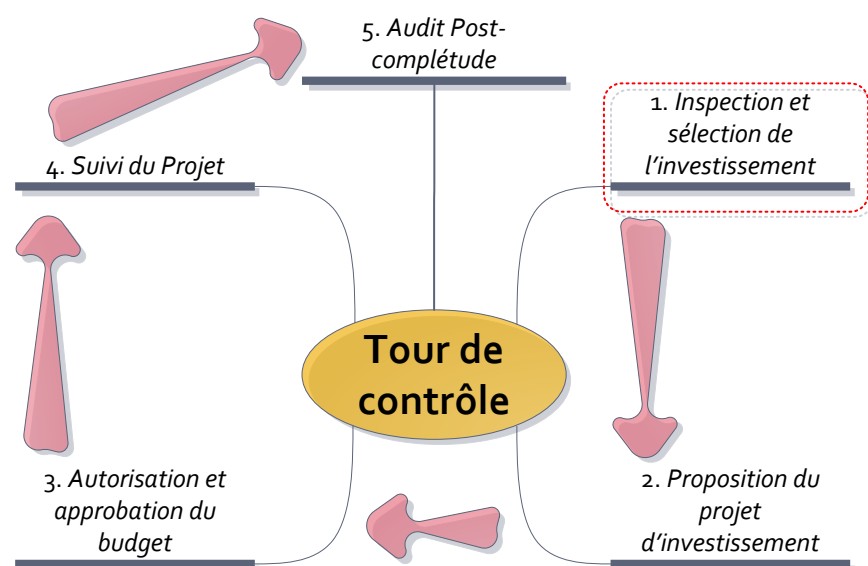 5. Audit Post-
complétude
1. Inspection et
sélection de
l'investissement
4. Suivi du Projet
Tour de
contrôle
3. Autorisation et
approbation du
budget
2. Proposition du
projet
d'investissement